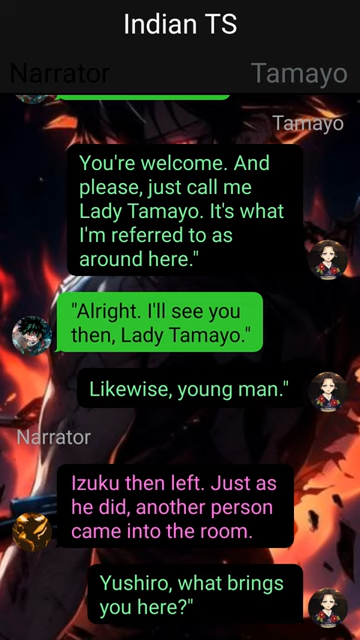 Indian TS
Narrator
Tamayo
Tamayo
You're welcome. And
please, just call me
Lady Tamayo. It's what
I'm referred to as
around here."
"Alright. I'll see you
then, Lady Tamayo."
Likewise, young man."
Narrator
Izuku then left. Just as
he did, another person
came into the room.
Yushiro, what brings
you here?"